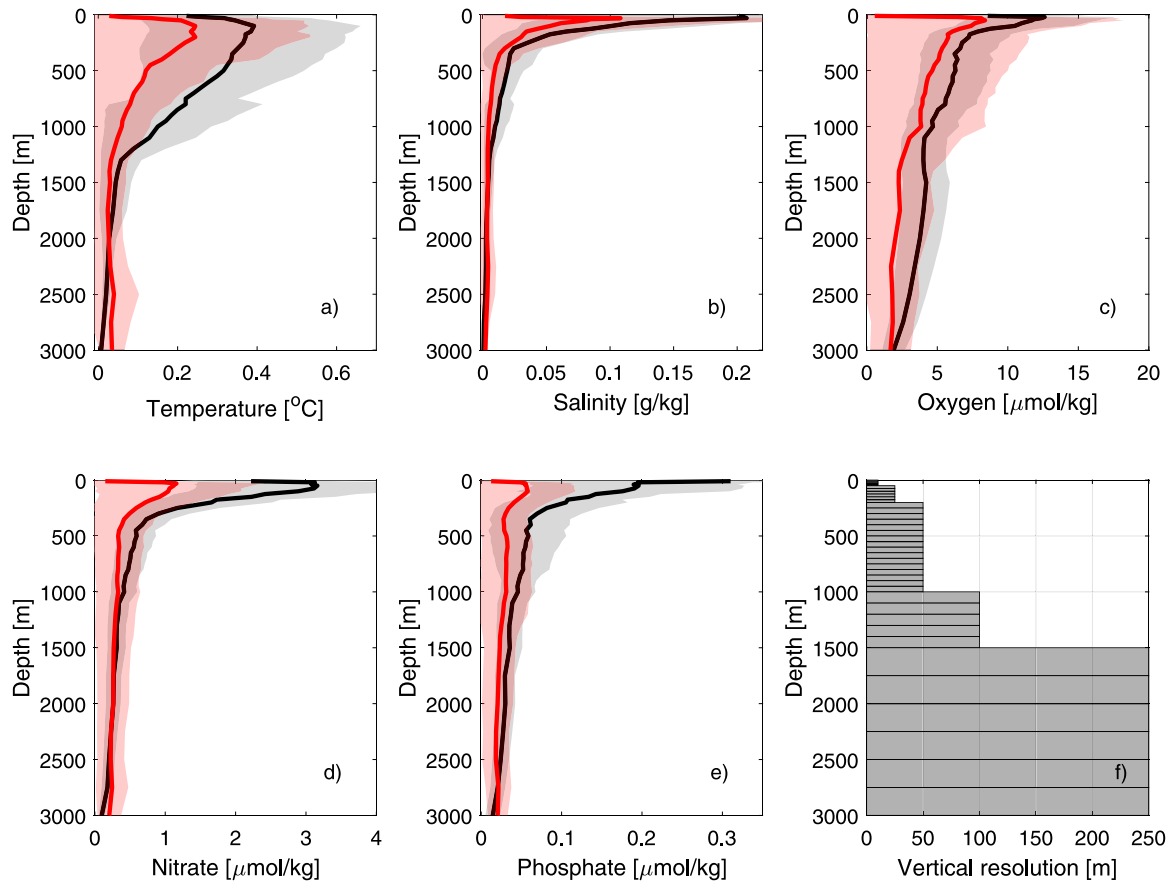 0
500
1000
1500
2000
2500
3000
Depth [m]
a)
0 0.2 0.4 0.6
Temperature [°C]
0
500
1000
1500
2000
2500
3000
Depth [m]
b)
0 0.05 0.1 0.15 0.2
Salinity [g/kg]
0
500
1000
1500
2000
2500
3000
Depth [m]
c)
0 5 10 15 20
Oxygen [μmol/kg]
0
500
1000
1500
2000
2500
3000
Depth [m]
d)
0 1 2 3 4
Nitrate [μmol/kg]
0
500
1000
1500
2000
2500
3000
Depth [m]
e)
0 0.1 0.2 0.3
Phosphate [μmol/kg]
0
500
1000
1500
2000
2500
3000
Depth [m]
f)
0 50 100 150 200 250
Vertical resolution [m]